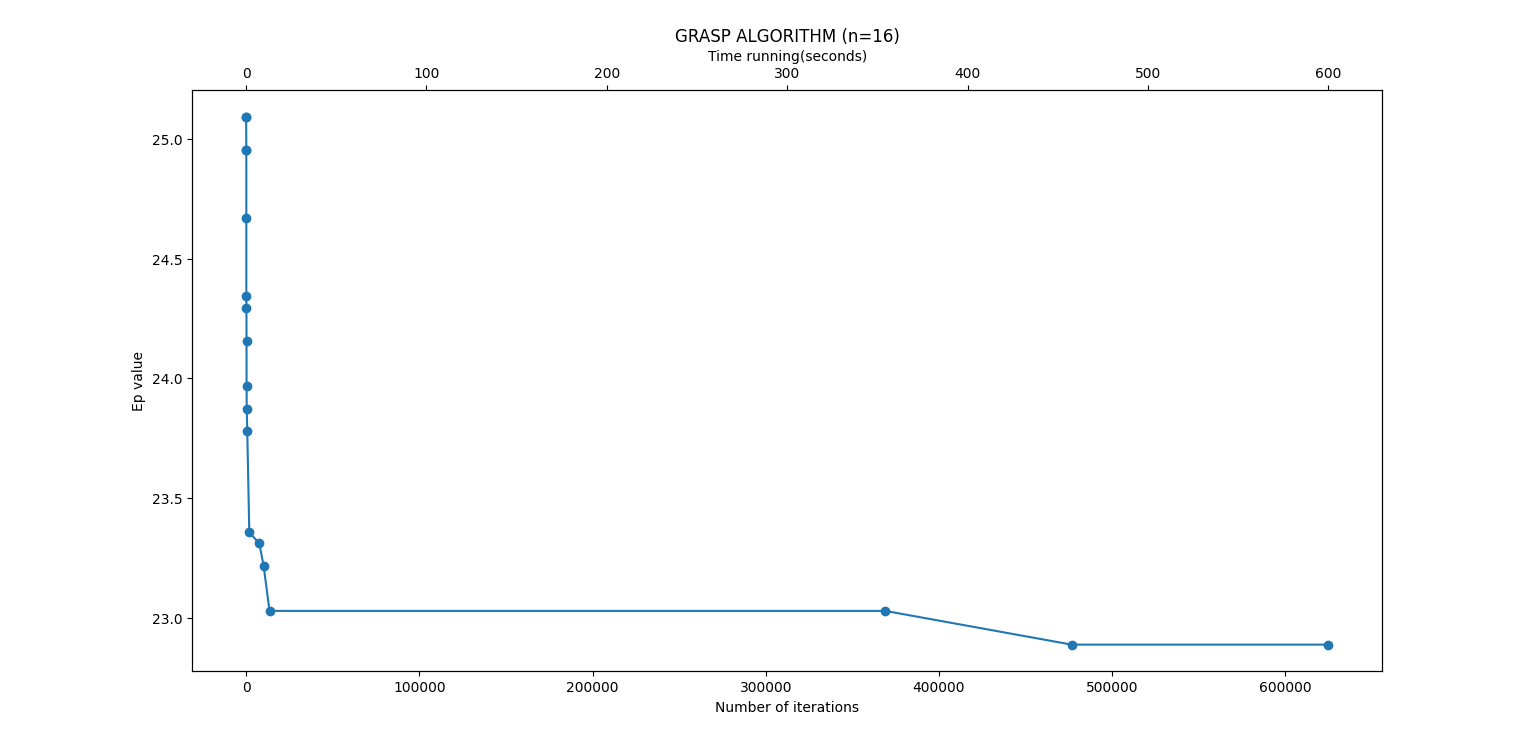 GRASP ALGORITHM (n=16)
Time running(seconds)
0 100 200 300 400 500 600
25.0
24.5
24.0
23.5
23.0
Ep value
0 100000 200000 300000 400000 500000 600000
Number of iterations